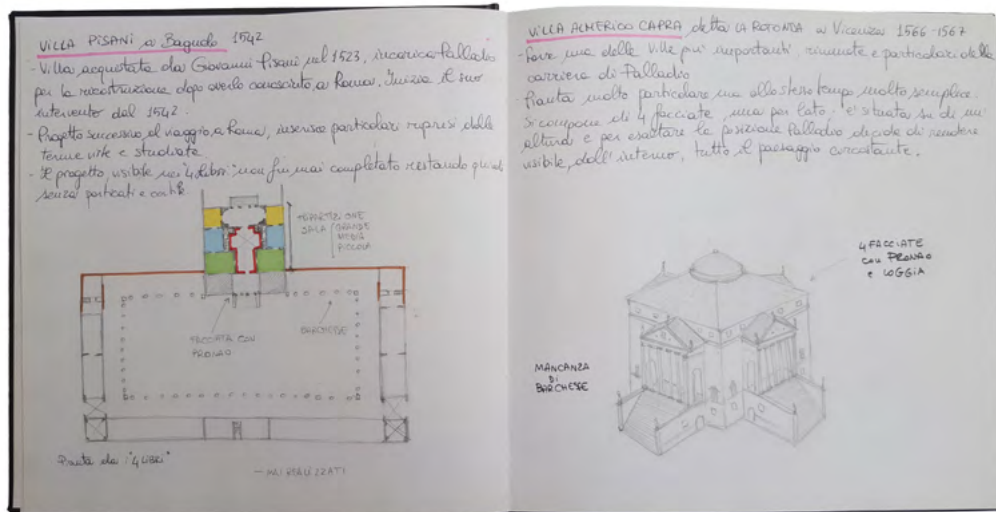 VILLA PISANI a Bagnolo 1542
- Villa acquistata da Giovanni Pisani nel 1523, incarica Palladio
per la ricostruzione dopo averlo conosciuto, a Roma. Inizia il suo
intervento dal 1542.
- Progetto successivo al viaggio, a Roma, inserisce particolari ripresi dalle
terme viste e studiate
- Il progetto, visibile nei "4 libri" non fu mai completato restando
senza porticati e
TRIPARTIZIONE
SALA
GRANDE
MEDIA
PICCOLA
FACCIATA CON
PRONAO
BARCHESSE
Pianta da i "4 LIBRI"
- MAI REALIZZATI
VILLA ALMERICO CAPRA detta LA ROTONDA a Vicenza 1566-1567
- Forse una delle ville più importanti, rinomate e particolari della
carriera di Palladio
- Pianta molto particolare ma allo stesso tempo molto semplice.
Si compone di 4 facciate, una per lato, è situata su di un'
altura e per esaltare la posizione Palladio decide di rendere
visibile, dall'interno, tutto il paesaggio circostante.
4 FACCIATE
CON PRONAO
e LOGGIA
MANCANZA
DI
BARCHESSE